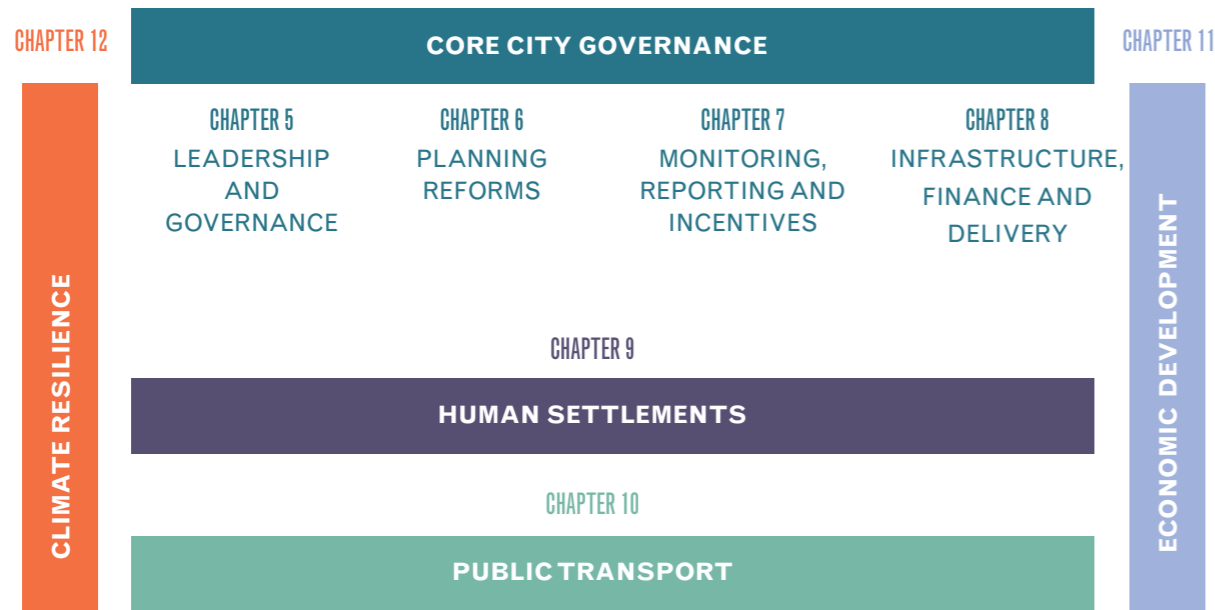 CHAPTER 12
CORE CITY GOVERNANCE
CHAPTER 11
CHAPTER 5
LEADERSHIP
AND
GOVERNANCE
CHAPTER 6
PLANNING
REFORMS
CHAPTER 7
MONITORING,
REPORTING AND
INCENTIVES
CHAPTER 8
INFRASTRUCTURE,
FINANCE AND
DELIVERY
CLIMATE RESILIENCE
ECONOMIC DEVELOPMENT
CHAPTER 9
HUMAN SETTLEMENTS
CHAPTER 10
PUBLIC TRANSPORT